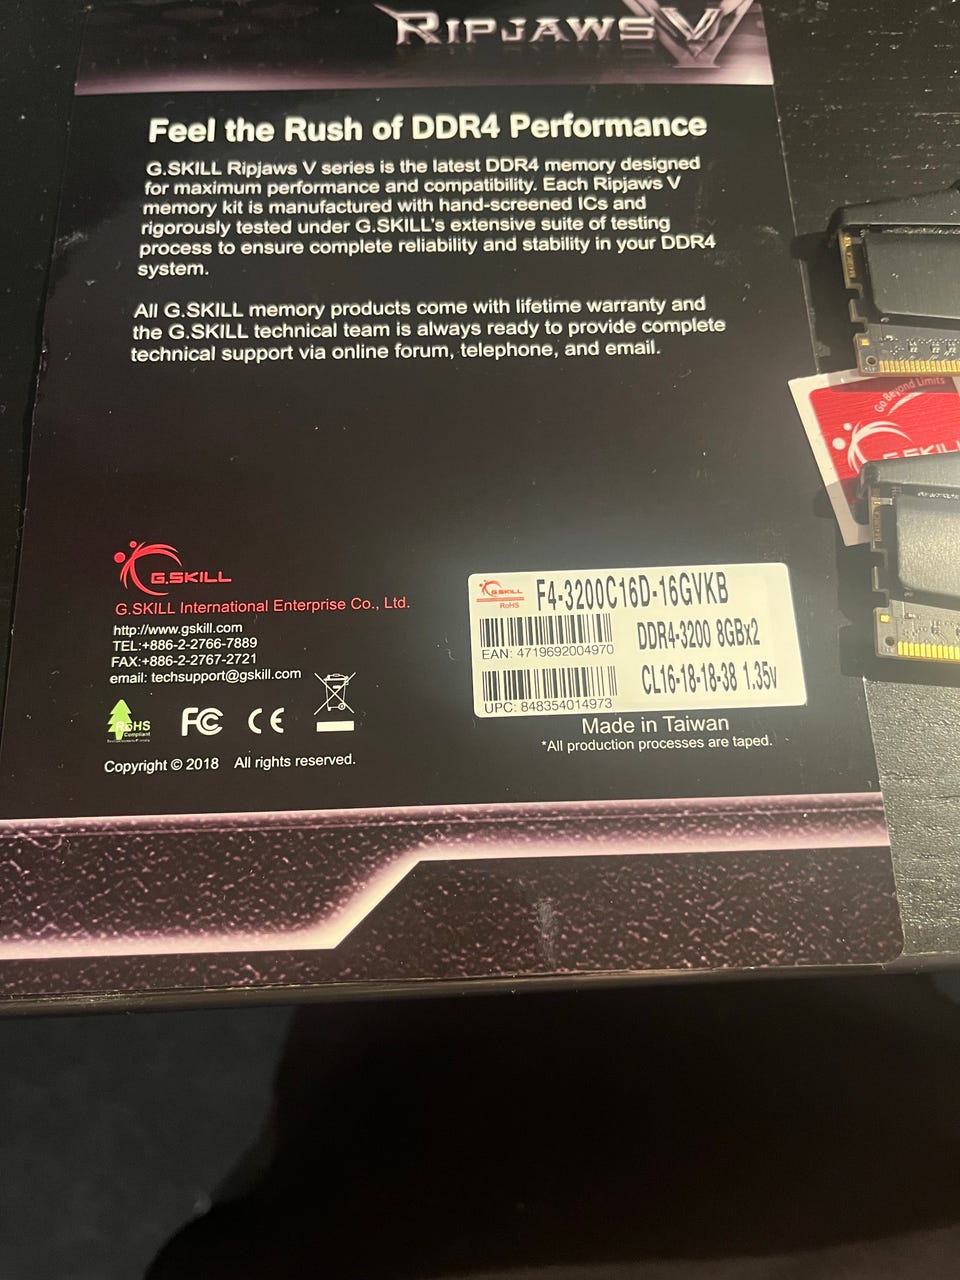 RIPJAWS V
Feel the Rush of DDR4 Performance
G.SKILL Ripjaws V series is the latest DDR4 memory designed
for maximum performance and compatibility. Each Ripjaws V
memory kit is manufactured with hand-screened ICs and
rigorously tested under G.SKILL's extensive suite of testing
process to ensure complete reliability and stability in your DDR4
system.
All G.SKILL memory products come with lifetime warranty and
the G.SKILL technical team is always ready to provide complete
technical support via online forum, telephone, and email.
Go Beyond Limits
G.SKILL
G.SKILL International Enterprise Co., Ltd.
http://www.gskill.com
TEL:+886-2-2766-7889
FAX:+886-2-2767-2721
email: techsupport@gskill.com
RoHS
Compliant
FC CE
Copyright © 2018 All rights reserved.
G.SKILL
RoHS
F4-3200C16D-16GVKB
DDR4-3200 8GBx2
CL16-18-18-38 1.35v
EAN: 4719692004970
UPC: 848354014973
Made in Taiwan
*All production processes are taped.